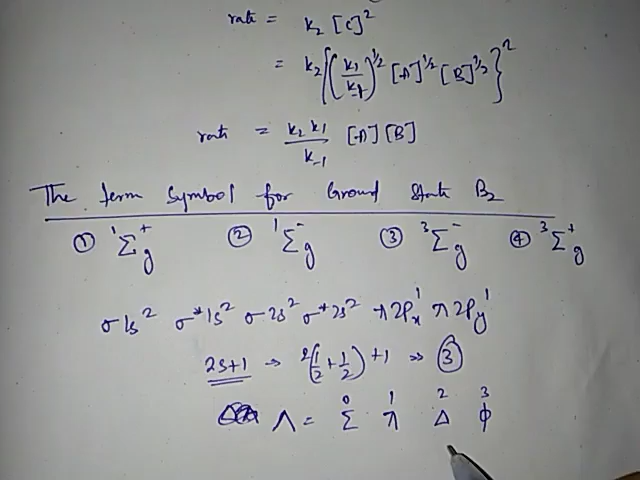 rate = k₂ [C]²
= k₂{(k₁/k₋₁)^1/2 [A]^1/2 [B]^1/2}²
rate = k₂ k₁/k₋₁ [A] [B]
The term Symbol for Ground State B₂
① ¹Σg⁺ ② ¹Σg⁻ ③ ³Σg⁻ ④ ³Σg⁺
σ1s² σ*1s² σ2s² σ*2s² π2Px¹ π2Py¹
2s+1 → 2(1/2+1/2)+1 ⇒ ③
0 1 2 3
Λ = Σ π Δ ϕ